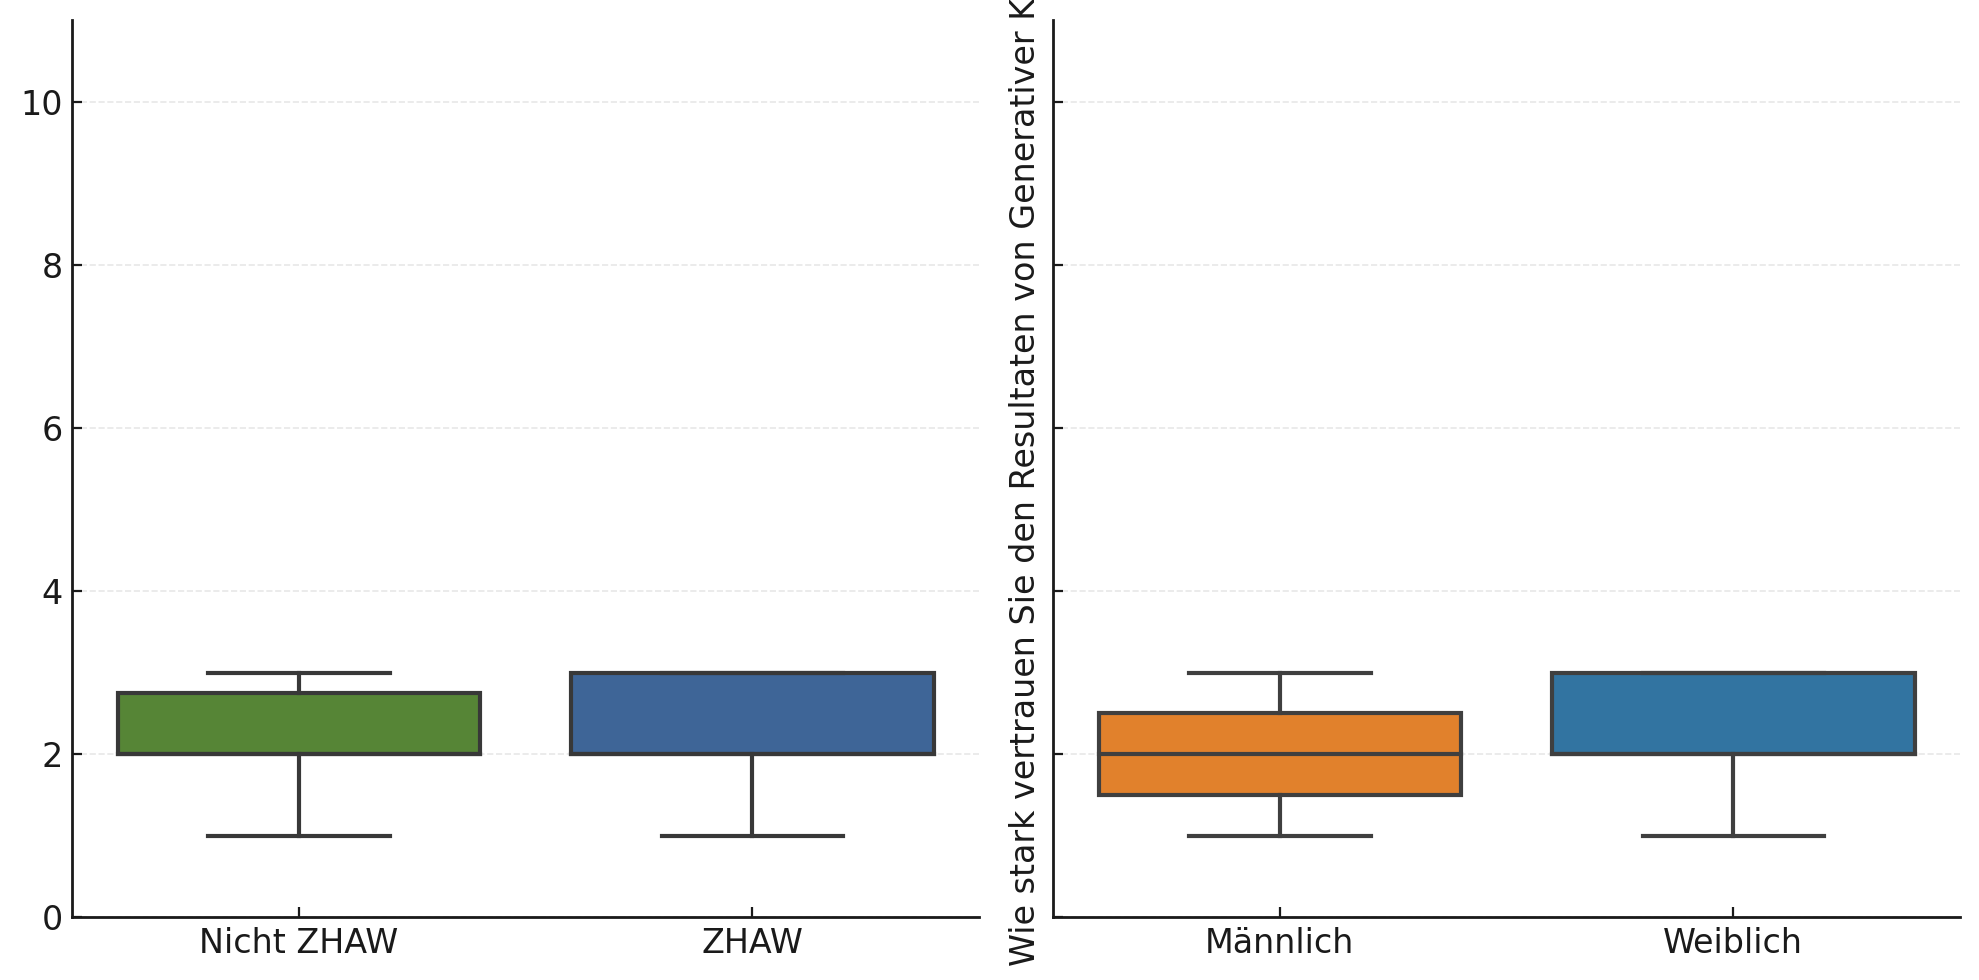 10
8
6
4
2
0
Nicht ZHAW
ZHAW
Wie stark vertrauen Sie den Resultaten von Generativer K
Männlich
Weiblich